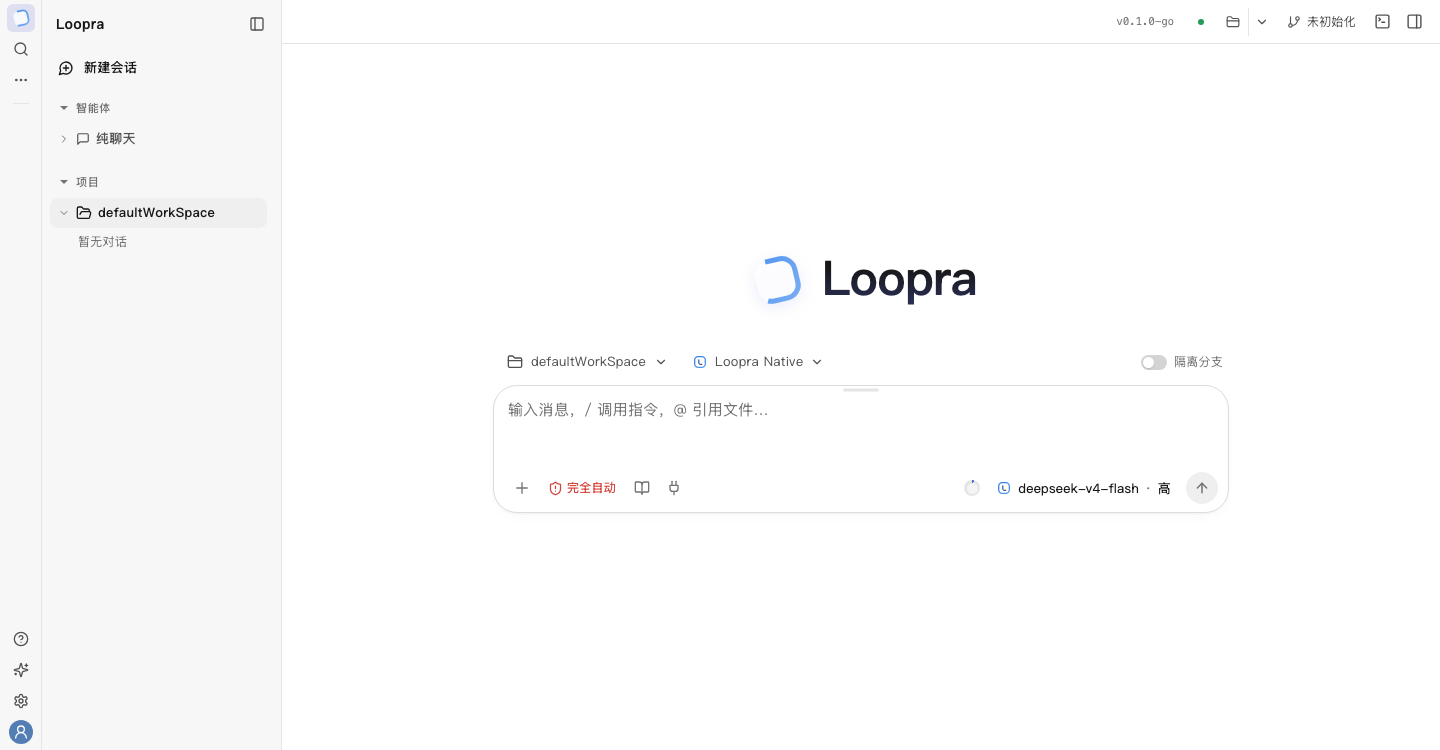 Loopra
新建会话
智能体
纯聊天
项目
defaultWorkSpace
暂无对话
v0.1.0-go
未初始化
Loopra
defaultWorkSpace
Loopra Native
隔离分支
输入消息，/ 调用指令，@ 引用文件...
完全自动
deepseek-v4-flash · 高